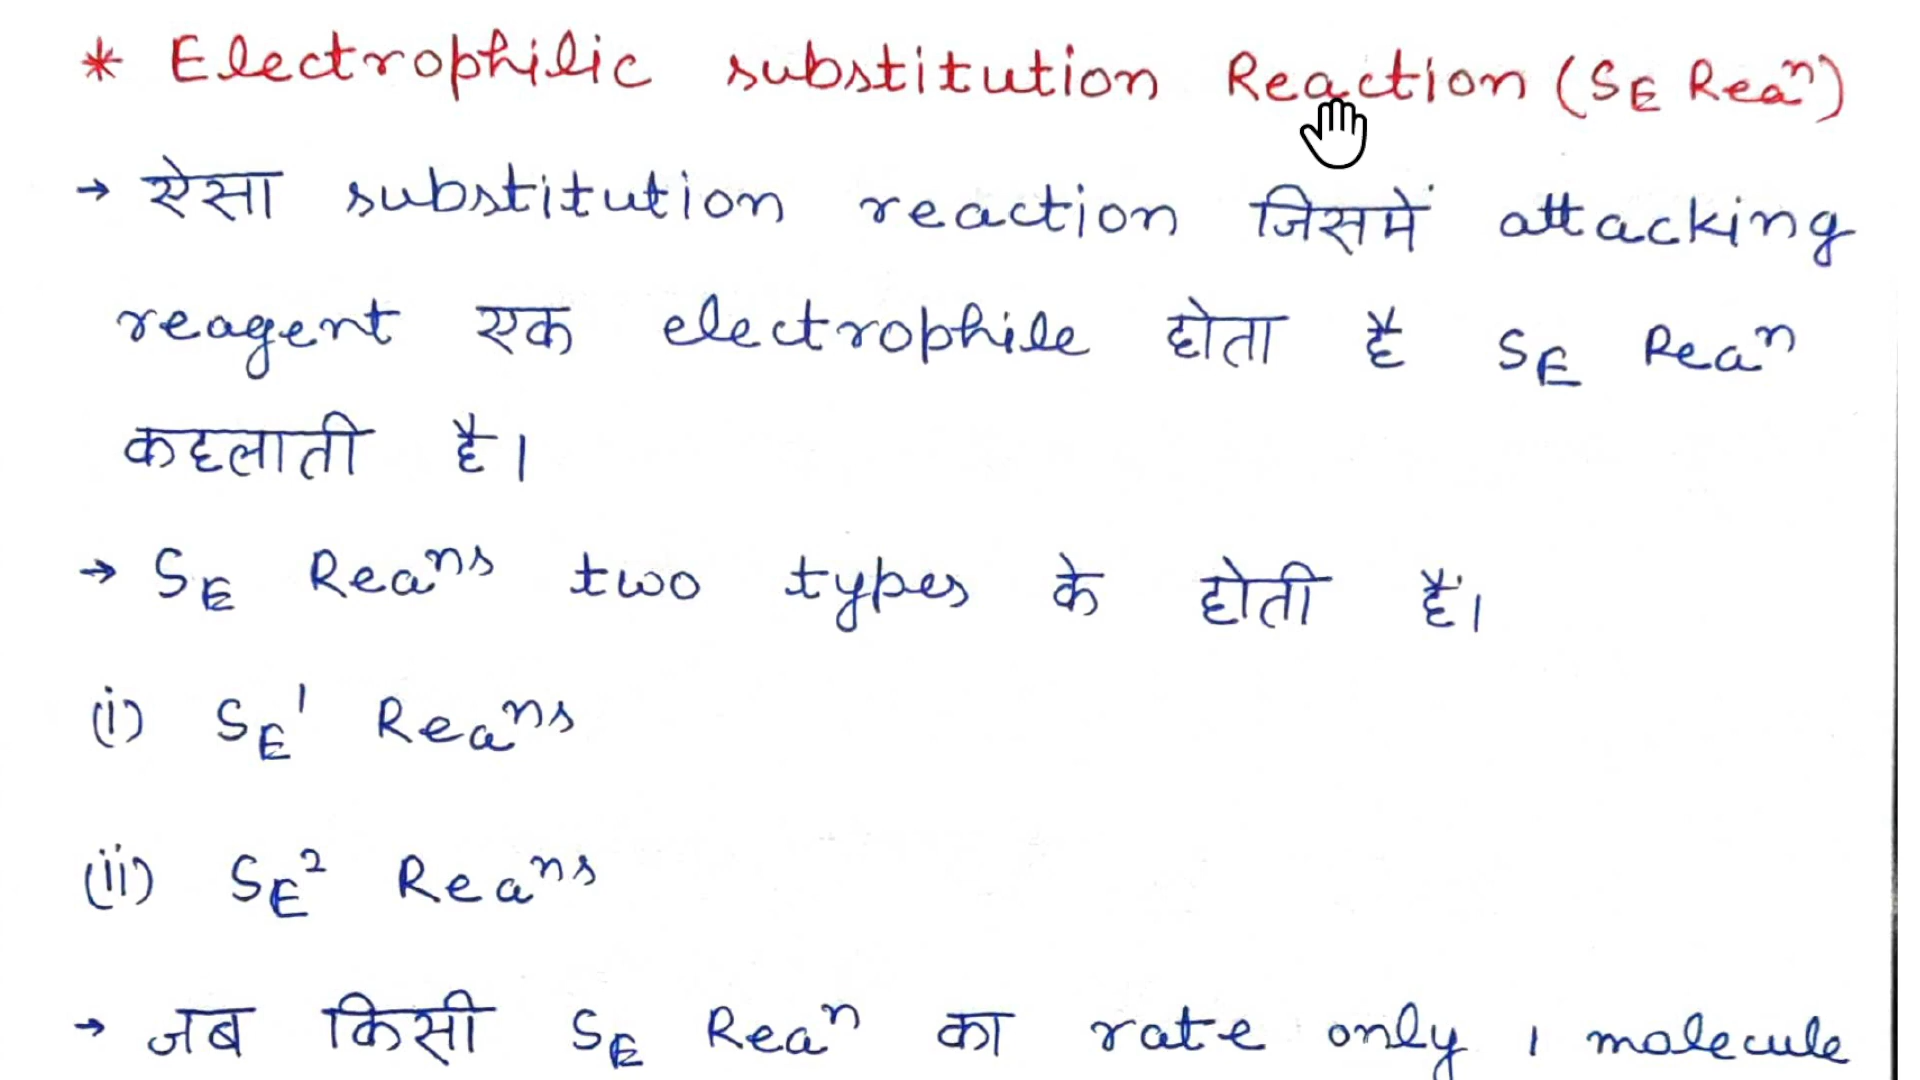 * Electrophilic substitution Reaction (SE Reaⁿ)
→ ऐसा substitution reaction जिसमें attacking
reagent एक electrophile होता है SE Reaⁿ
कहलाती है।
→ SE Reaⁿˢ two types के होती हैं।
(i) SE¹ Reaⁿˢ
(ii) SE² Reaⁿˢ
→ जब किसी SE Reaⁿ का rate only 1 molecule